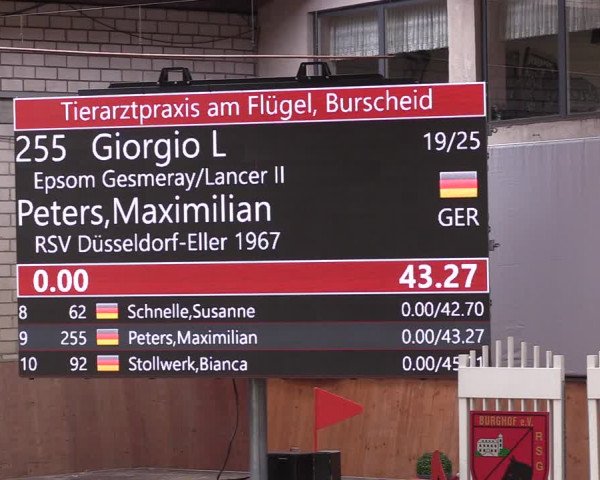 Tierarztpraxis am Flügel, Burscheid
255 Giorgio L 19/25
Epsom Gesmeray/Lancer II
Peters,Maximilian GER
RSV Düsseldorf-Eller 1967
0.00 43.27
8 62 Schnelle,Susanne 0.00/42.70
9 255 Peters,Maximilian 0.00/43.27
10 92 Stollwerk,Bianca
BURGHOF e.V.
RSG